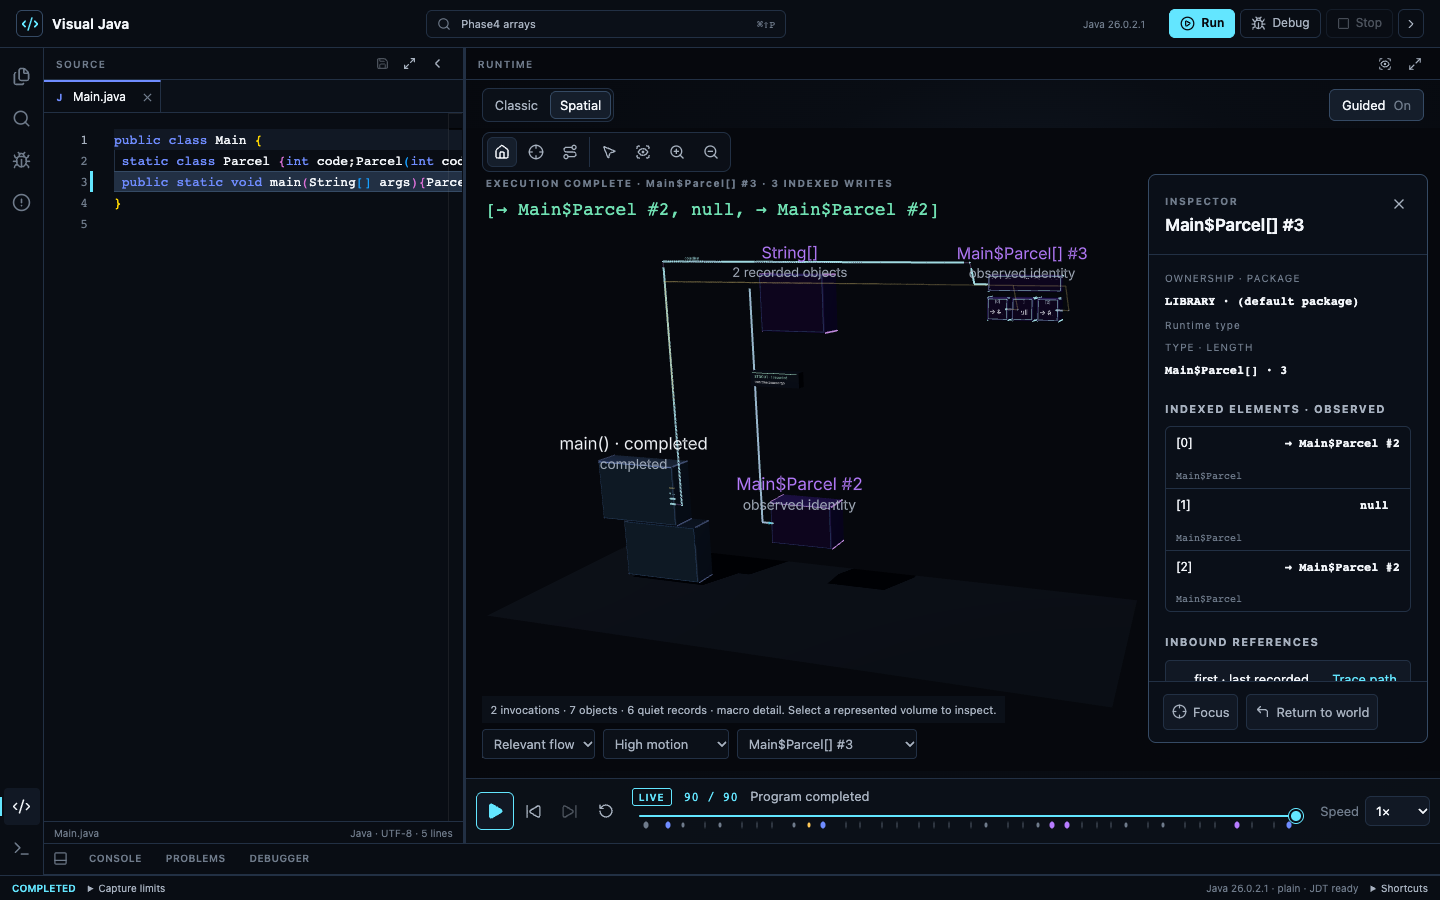 Visual Java
Phase4 arrays
⌘⇧P
Java 26.0.2.1
Run
Debug
Stop
SOURCE
J Main.java
1 public class Main {
2 static class Parcel {int code;Parcel(int cod
3 public static void main(String[] args){Parce
4 }
5
Main.java
Java · UTF-8 · 5 lines
RUNTIME
Classic
Spatial
Guided On
EXECUTION COMPLETE · Main$Parcel[] #3 · 3 INDEXED WRITES
[→ Main$Parcel #2, null, → Main$Parcel #2]
String[]
2 recorded objects
Main$Parcel[] #3
observed identity
null
main() · completed
completed
Main$Parcel #2
observed identity
2 invocations · 7 objects · 6 quiet records · macro detail. Select a represented volume to inspect.
Relevant flow
High motion
Main$Parcel[] #3
INSPECTOR
Main$Parcel[] #3
OWNERSHIP · PACKAGE
LIBRARY · (default package)
Runtime type
TYPE · LENGTH
Main$Parcel[] · 3
INDEXED ELEMENTS · OBSERVED
[0] → Main$Parcel #2
Main$Parcel
[1] null
Main$Parcel
[2] → Main$Parcel #2
Main$Parcel
INBOUND REFERENCES
first · last recorded Trace path
Focus
Return to world
LIVE 90 / 90 Program completed
Speed 1×
CONSOLE PROBLEMS DEBUGGER
COMPLETED
Capture limits
Java 26.0.2.1 · plain · JDT ready
Shortcuts